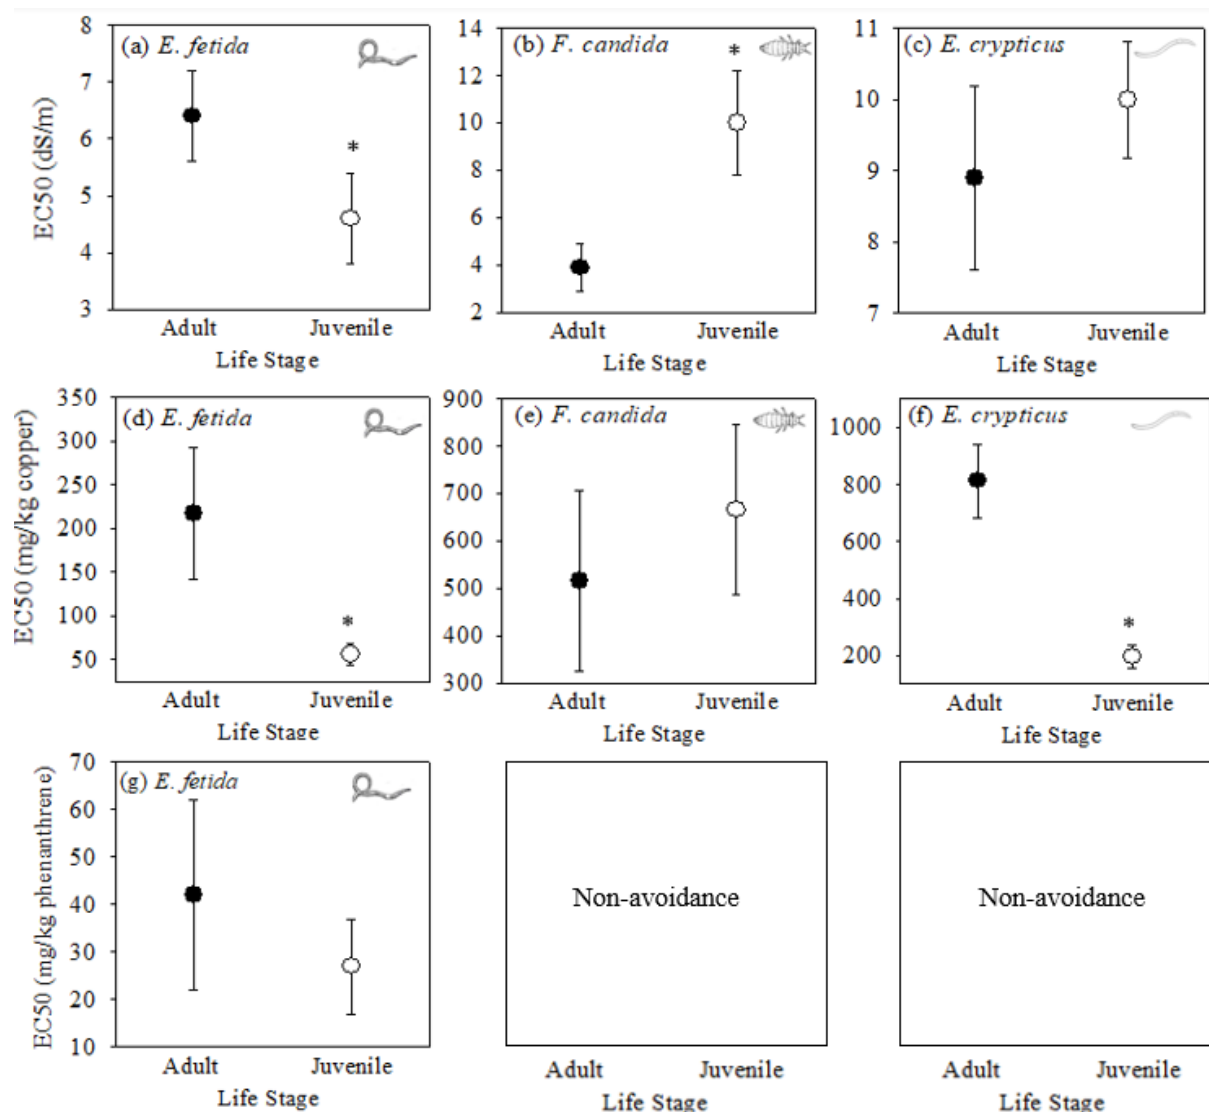 (a) E. fetida
8
7
6
5
4
3
EC50 (dS/m)
*
Adult Juvenile
Life Stage
(b) F. candida
14
12
10
8
6
4
2
*
Adult Juvenile
Life Stage
(c) E. crypticus
11
10
9
8
7
Adult Juvenile
Life Stage
(d) E. fetida
350
300
250
200
150
100
50
EC50 (mg/kg copper)
*
Adult Juvenile
Life Stage
(e) F. candida
900
800
700
600
500
400
300
Adult Juvenile
Life Stage
(f) E. crypticus
1000
800
600
400
200
*
Adult Juvenile
Life Stage
(g) E. fetida
70
60
50
40
30
20
10
EC50 (mg/kg phenanthrene)
Adult Juvenile
Life Stage
Non-avoidance
Adult Juvenile
Life Stage
Non-avoidance
Adult Juvenile
Life Stage